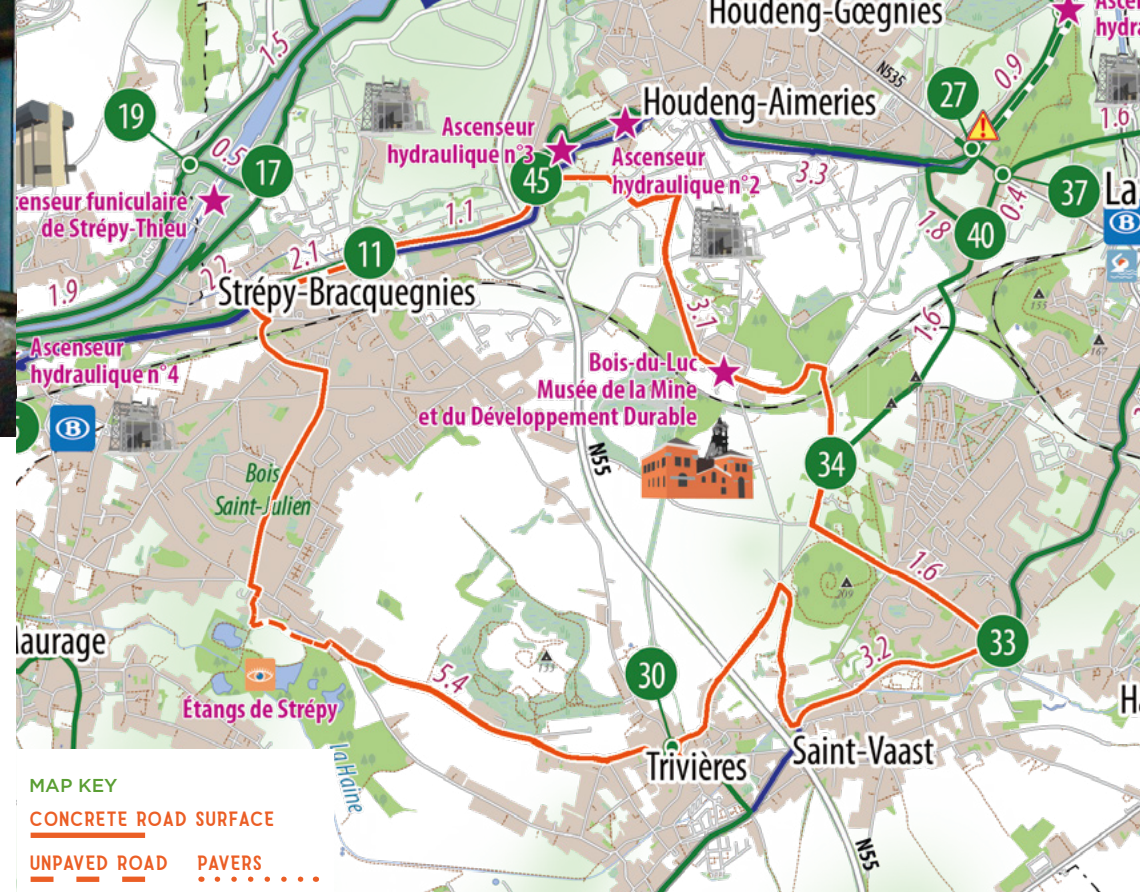 Houdeng-Gœgnies
hydra
N535
1.5
27
0.9
19
Houdeng-Aimeries
1.6
Ascenseur
hydraulique n°3
0.5
17
45
Ascenseur
hydraulique n°2
3.3
37
La
0.4
B
censeur funiculaire
de Strépy-Thieu
1.1
1.8
40
11
2.1
2.2
1.9
Strépy-Bracquegnies
155
3.1
1.6
167
Ascenseur
hydraulique n°4
Bois-du-Luc
Musée de la Mine
et du Développement Durable
B
N55
34
Bois
Saint-Julien
1.6
209
33
3.2
5.4
30
Étangs de Strépy
Trivières
Saint-Vaast
la Haine
N55
MAP KEY
CONCRETE ROAD SURFACE
UNPAVED ROAD PAVERS